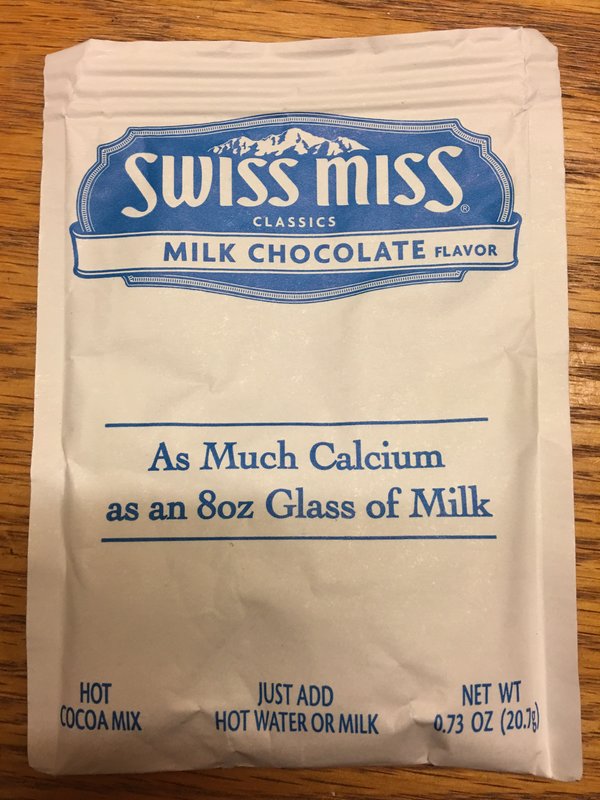 SWISS MISS®
CLASSICS
MILK CHOCOLATE FLAVOR
As Much Calcium
as an 8oz Glass of Milk
HOT
COCOA MIX
JUST ADD
HOT WATER OR MILK
NET WT
0.73 OZ (20.7g)